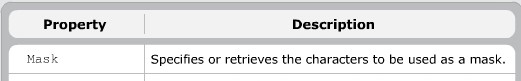 Property Description
Mask Specifies or retrieves the characters to be used as a mask.